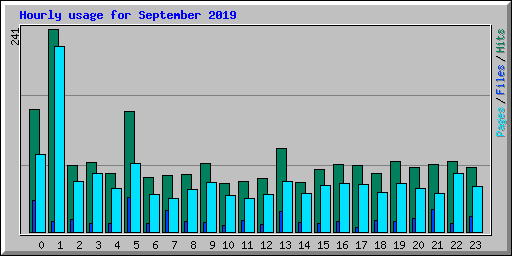 Hourly usage for September 2019
241
Pages/Files/Hits
0 1 2 3 4 5 6 7 8 9 10 11 12 13 14 15 16 17 18 19 20 21 22 23